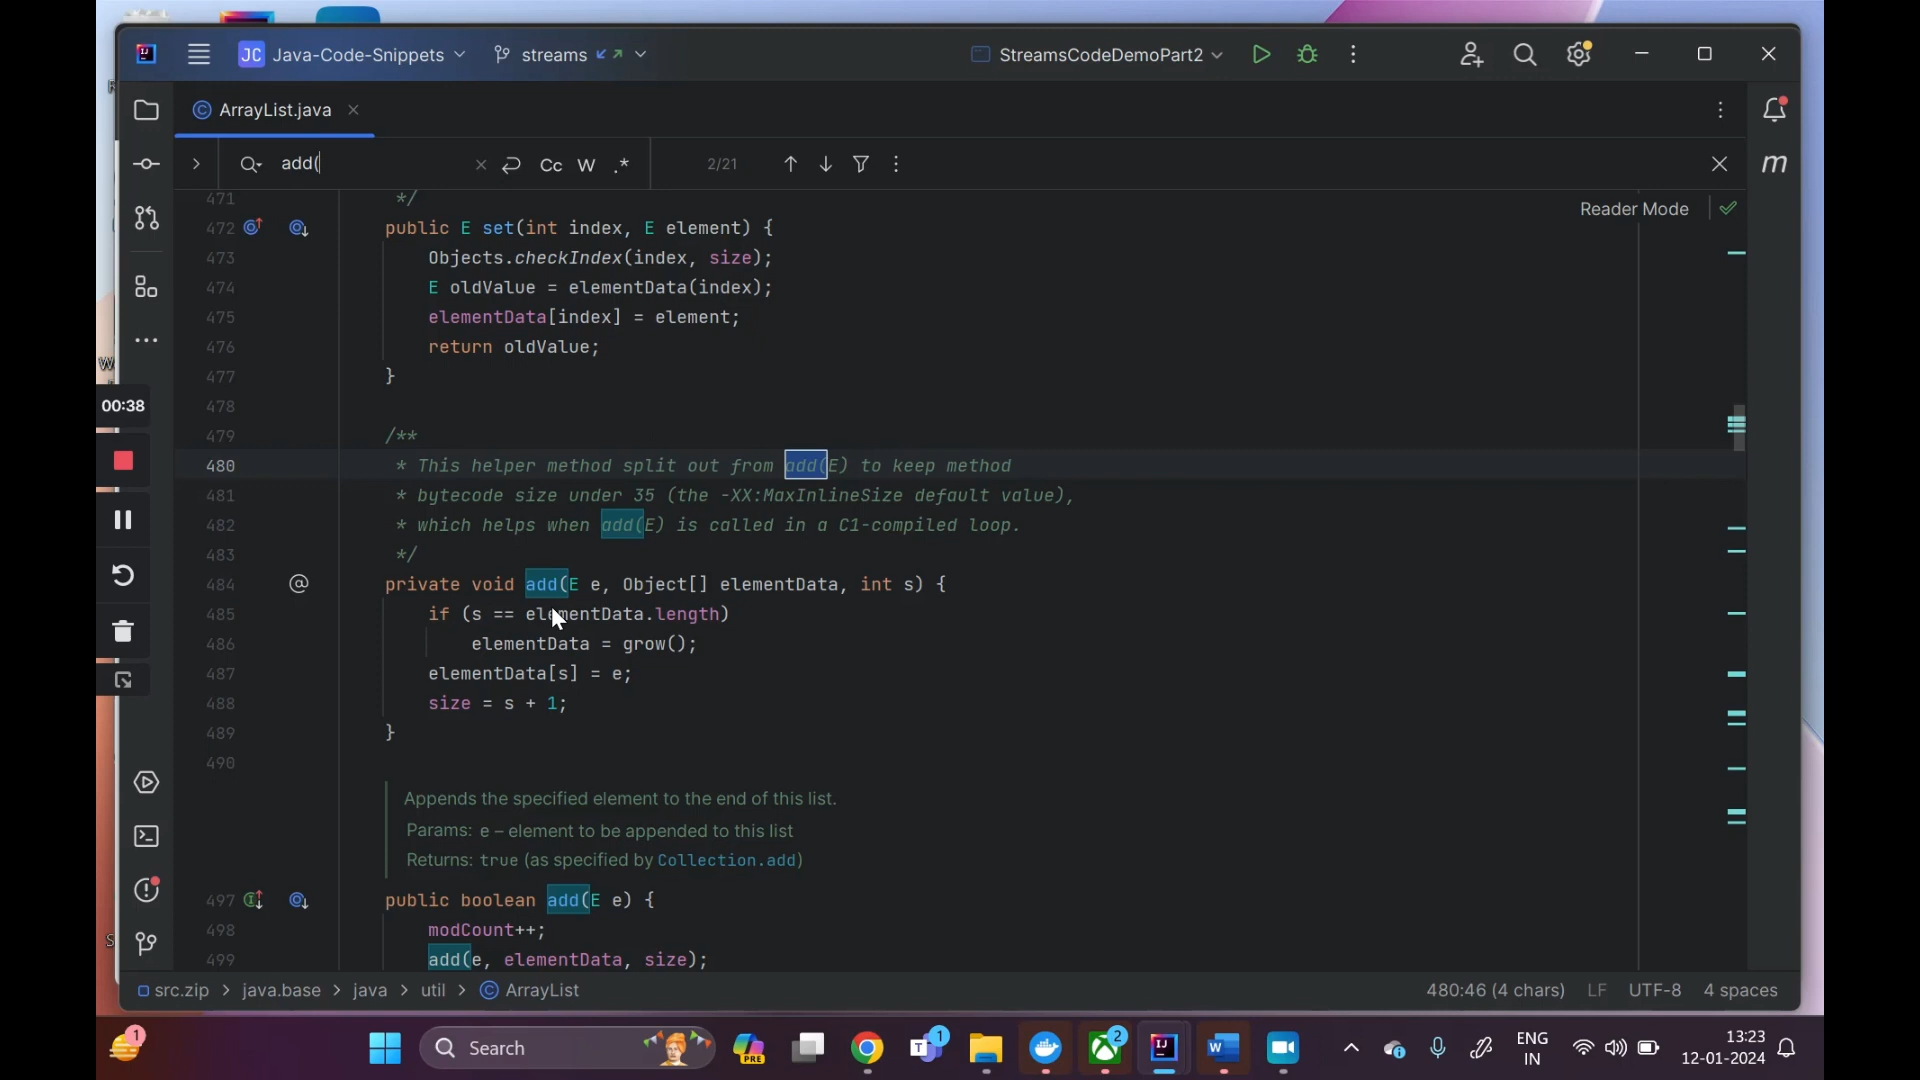 JC Java-Code-Snippets streams StreamsCodeDemoPart2
ArrayList.java
add( Cc W .* 2/21
Reader Mode
471 */
472 public E set(int index, E element) {
473 Objects.checkIndex(index, size);
474 E oldValue = elementData(index);
475 elementData[index] = element;
476 return oldValue;
477 }
478
479 /**
480 * This helper method split out from add(E) to keep method
481 * bytecode size under 35 (the -XX:MaxInlineSize default value),
482 * which helps when add(E) is called in a C1-compiled loop.
483 */
484 @ private void add(E e, Object[] elementData, int s) {
485 if (s == elementData.length)
486 elementData = grow();
487 elementData[s] = e;
488 size = s + 1;
489 }
490
Appends the specified element to the end of this list.
Params: e – element to be appended to this list
Returns: true (as specified by Collection.add)
497 public boolean add(E e) {
498 modCount++;
499 add(e, elementData, size);
00:38
m
src.zip > java.base > java > util > ArrayList 480:46 (4 chars) LF UTF-8 4 spaces
1 Search PRE T 1 2 IJ W ENG
IN 13:23
12-01-2024